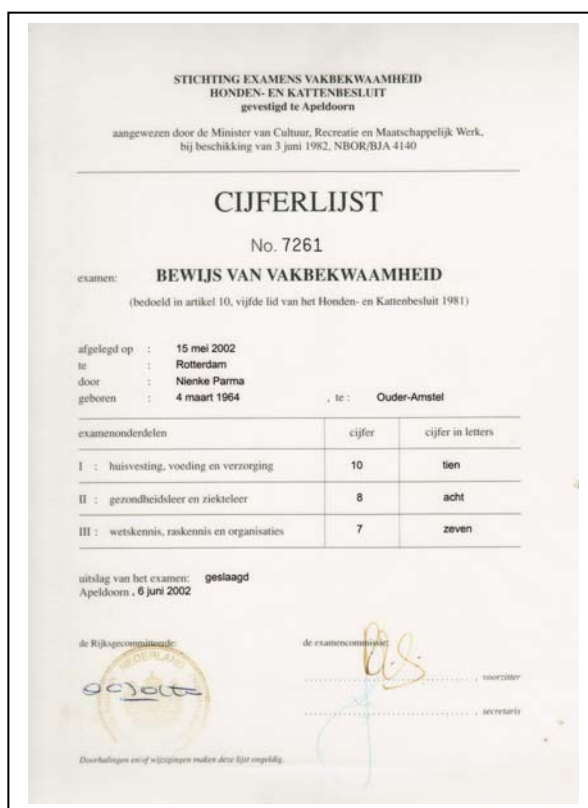 STICHTING EXAMENS VAKBEKWAAMHEID
HONDEN- EN KATTENBESLUIT
gevestigd te Apeldoorn
aangewezen door de Minister van Cultuur, Recreatie en Maatschappelijk Werk,
bij beschikking van 3 juni 1982, NBOR/BJA 4140
CIJFERLIJST
No. 7261
examen: BEWIJS VAN VAKBEKWAAMHEID
(bedoeld in artikel 10, vijfde lid van het Honden- en Kattenbesluit 1981)
afgelegd op : 15 mei 2002
te : Rotterdam
door : Nienke Parma
geboren : 4 maart 1964 , te : Ouder-Amstel
examenonderdelen cijfer cijfer in letters
I : huisvesting, voeding en verzorging 10 tien
II : gezondheidsleer en ziekteleer 8 acht
III : wetskennis, raskennis en organisaties 7 zeven
uitslag van het examen: geslaagd
Apeldoorn , 6 juni 2002
de Rijksgecommitteerde: de examencommissie:
NEDERLAND
, voorzitter
, secretaris
Doorhalingen en/of wijzigingen maken deze lijst ongeldig.